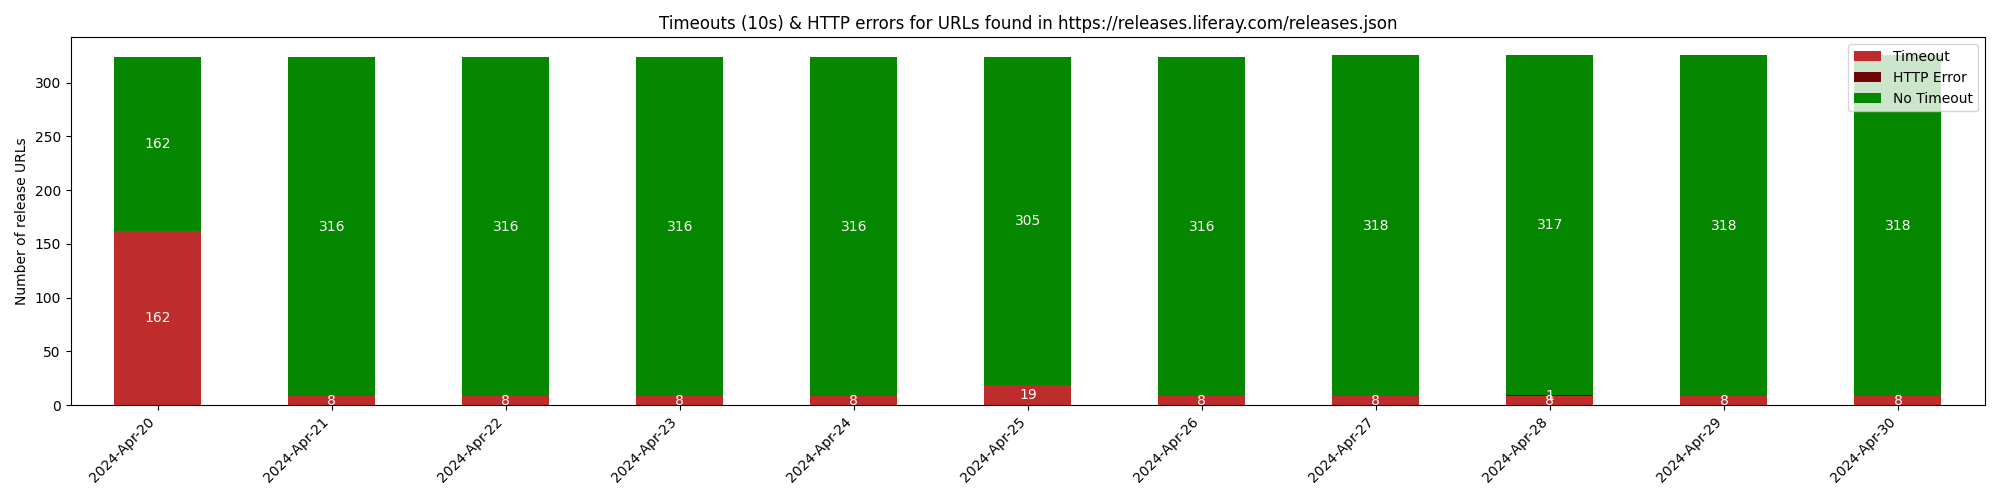 Timeouts (10s) & HTTP errors for URLs found in https://releases.liferay.com/releases.json
Timeout
HTTP Error
No Timeout
Number of release URLs
300
250
200
150
100
50
0
162
316
316
316
316
305
316
318
317
318
318
162
8
8
8
8
19
8
8
1
8
8
8
2024-Apr-20
2024-Apr-21
2024-Apr-22
2024-Apr-23
2024-Apr-24
2024-Apr-25
2024-Apr-26
2024-Apr-27
2024-Apr-28
2024-Apr-29
2024-Apr-30